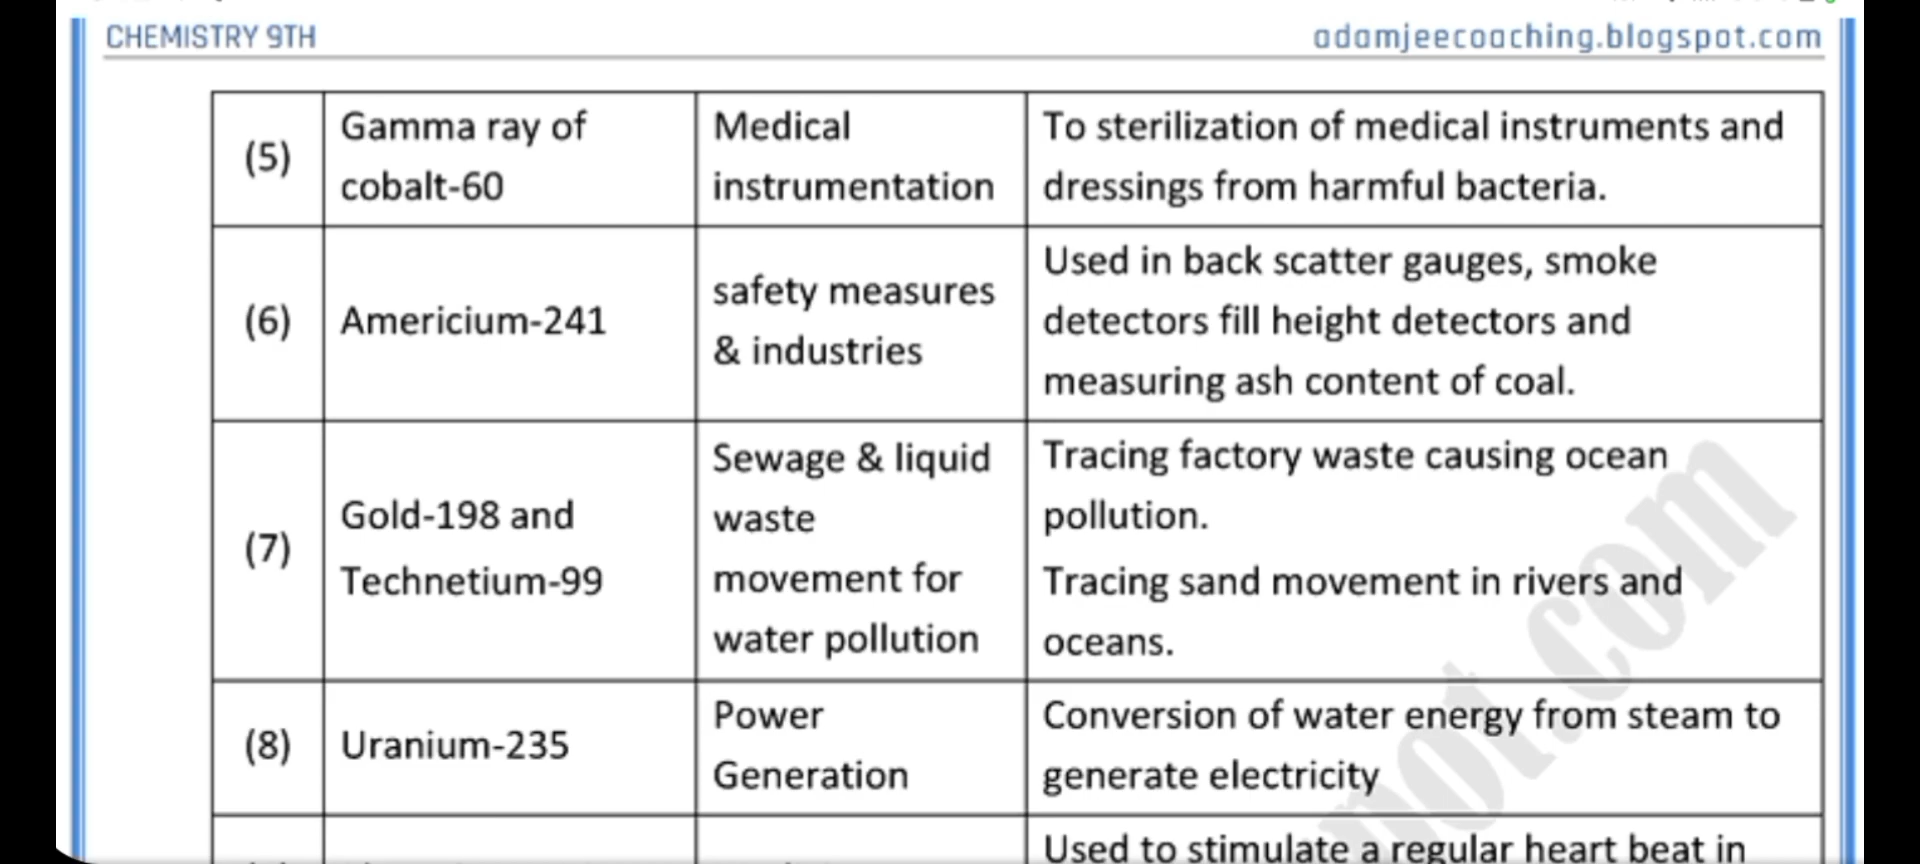 CHEMISTRY 9TH
adamjeecoaching.blogspot.com
(5)
Gamma ray of
cobalt-60
Medical
instrumentation
To sterilization of medical instruments and
dressings from harmful bacteria.
(6)
Americium-241
safety measures
& industries
Used in back scatter gauges, smoke
detectors fill height detectors and
measuring ash content of coal.
(7)
Gold-198 and
Technetium-99
Sewage & liquid
waste
movement for
water pollution
Tracing factory waste causing ocean
pollution.
Tracing sand movement in rivers and
oceans.
(8)
Uranium-235
Power
Generation
Conversion of water energy from steam to
generate electricity
Used to stimulate a regular heart beat in
pot.com